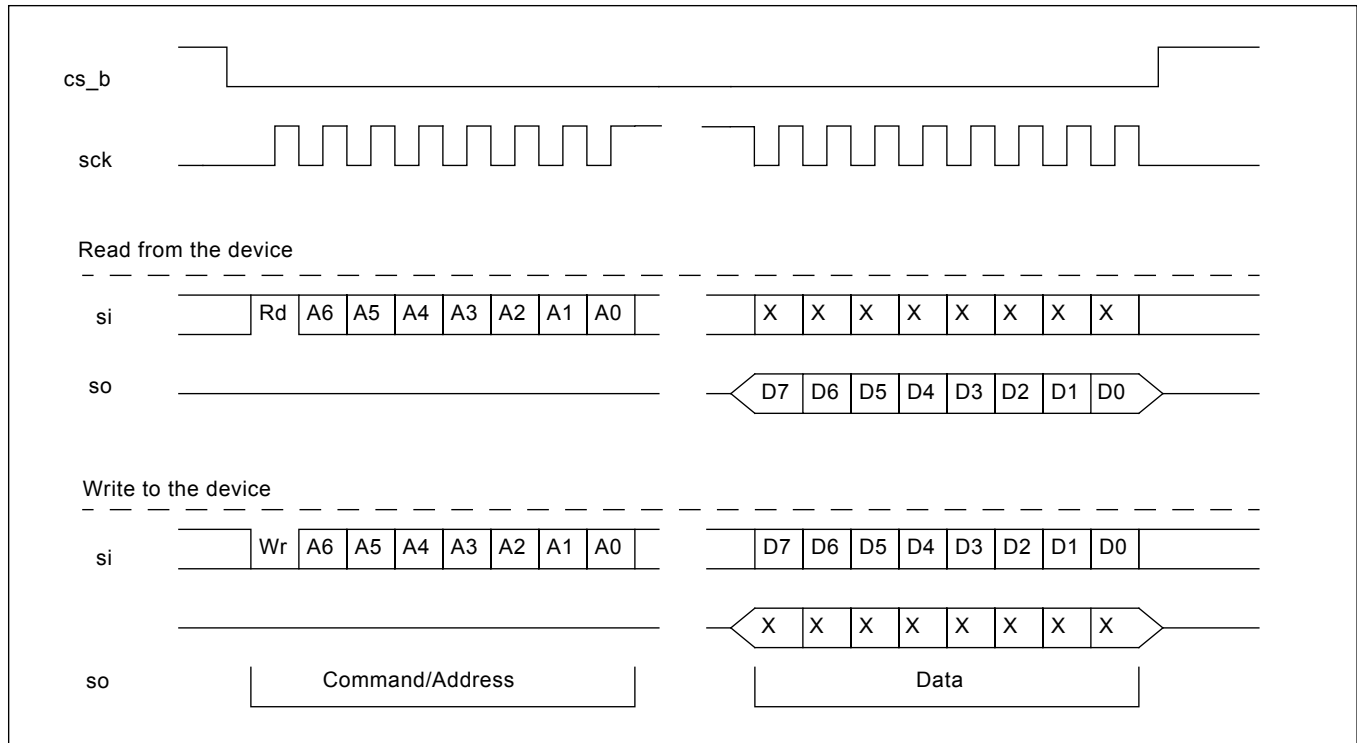 cs_b
sck
Read from the device
si Rd A6 A5 A4 A3 A2 A1 A0 X X X X X X X X
so D7 D6 D5 D4 D3 D2 D1 D0
Write to the device
si Wr A6 A5 A4 A3 A2 A1 A0 D7 D6 D5 D4 D3 D2 D1 D0
X X X X X X X X
so Command/Address Data